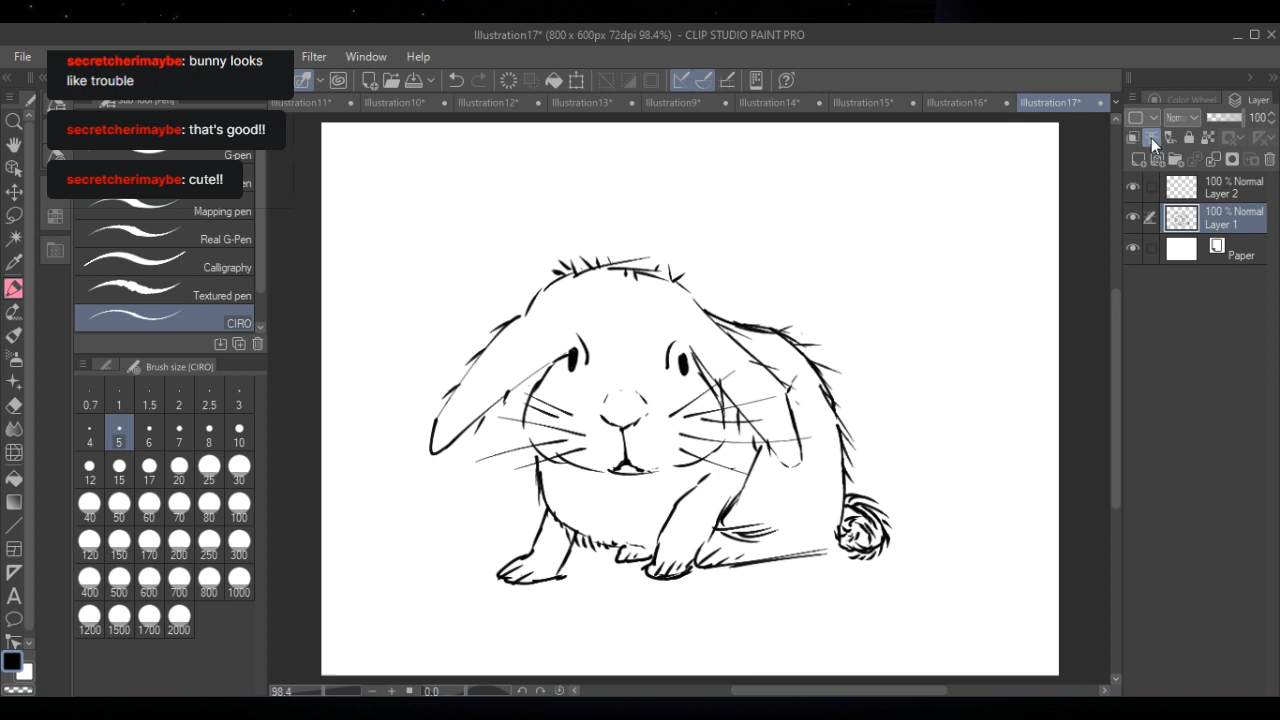 Illustration17* (800 x 600px 72dpi 98.4%) - CLIP STUDIO PAINT PRO
File Filter Window Help
secretcherimaybe: bunny looks
like trouble
secretcherimaybe: that's good!!
secretcherimaybe: cute!!
Illustration11* Illustration10* Illustration12* Illustration13* Illustration9* Illustration14* Illustration15* Illustration16* Illustration17*
Color Wheel Layer
100
G-pen
Mapping pen
Real G-Pen
Calligraphy
Textured pen
CIRO
Brush size [CIRO]
0.7 1 1.5 2 2.5 3
4 5 6 7 8 10
12 15 17 20 25 30
40 50 60 70 80 100
120 150 170 200 250 300
400 500 600 700 800 1000
1200 1500 1700 2000
100 % Normal
Layer 2
100 % Normal
Layer 1
Paper
98.4 0.0